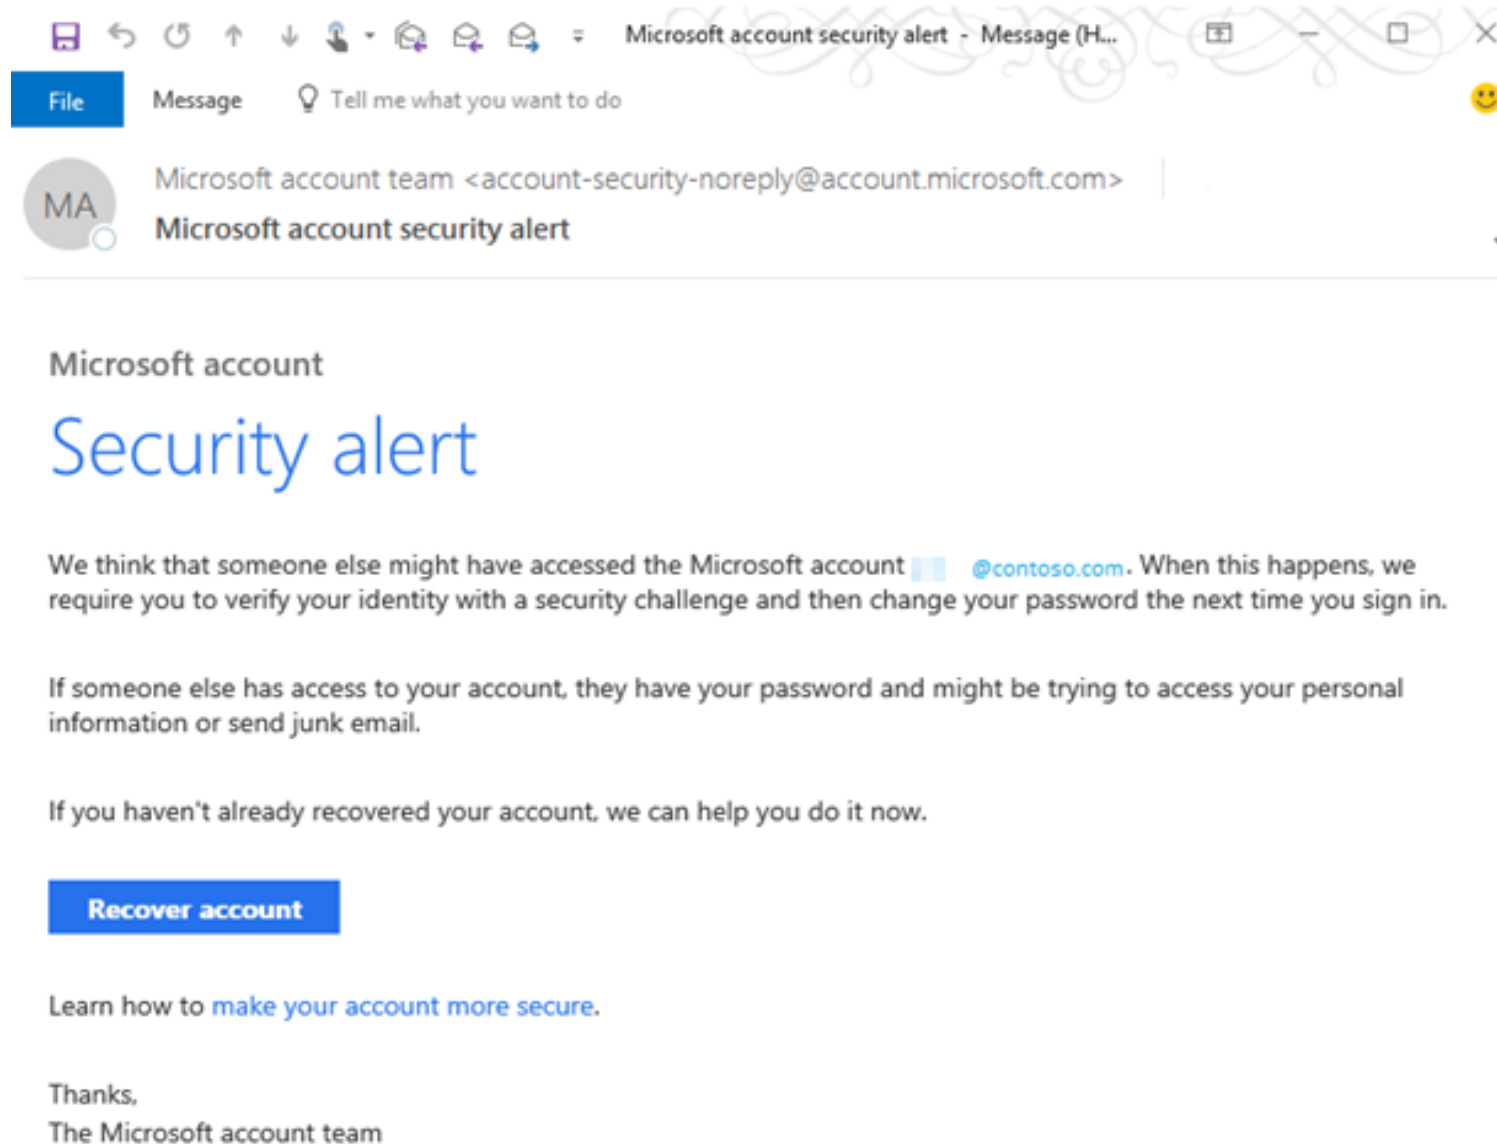 Microsoft account security alert - Message (H...
File Message Tell me what you want to do
MA
Microsoft account team <account-security-noreply@account.microsoft.com>
Microsoft account security alert
Microsoft account
Security alert
We think that someone else might have accessed the Microsoft account @contoso.com. When this happens, we
require you to verify your identity with a security challenge and then change your password the next time you sign in.
If someone else has access to your account, they have your password and might be trying to access your personal
information or send junk email.
If you haven't already recovered your account, we can help you do it now.
Recover account
Learn how to make your account more secure.
Thanks,
The Microsoft account team